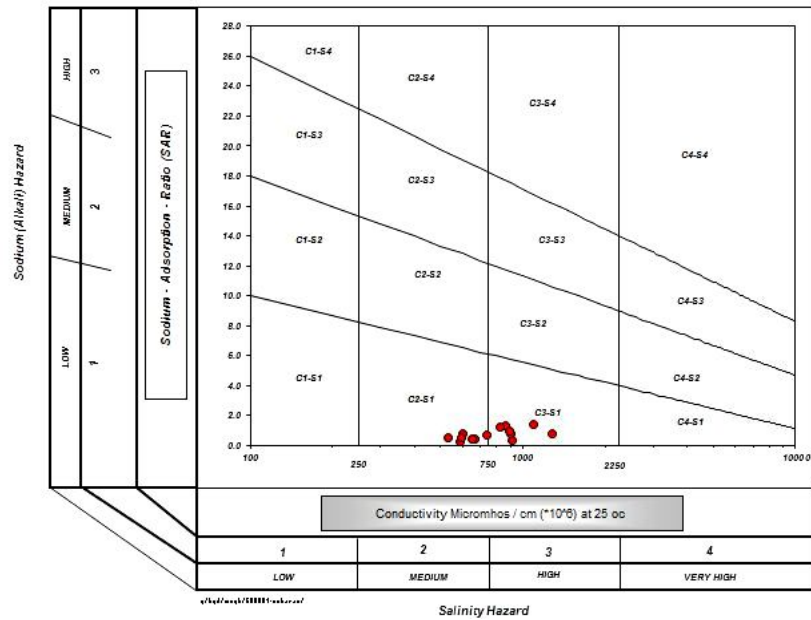 28.0
26.0
24.0
22.0
20.0
18.0
16.0
14.0
12.0
10.0
8.0
6.0
4.0
2.0
0.0
100
250
750
1000
2250
10000
C1-S4
C2-S4
C3-S4
C4-S4
C1-S3
C2-S3
C3-S3
C4-S3
C1-S2
C2-S2
C3-S2
C4-S2
C1-S1
C2-S1
C3-S1
C4-S1
Sodium (Alkali) Hazard
HIGH
3
MEDIUM
2
LOW
1
Sodium - Adsorption - Ratio (SAR)
Conductivity Micromhos / cm (*10^6) at 25 oc
1 2 3 4
LOW MEDIUM HIGH VERY HIGH
Salinity Hazard